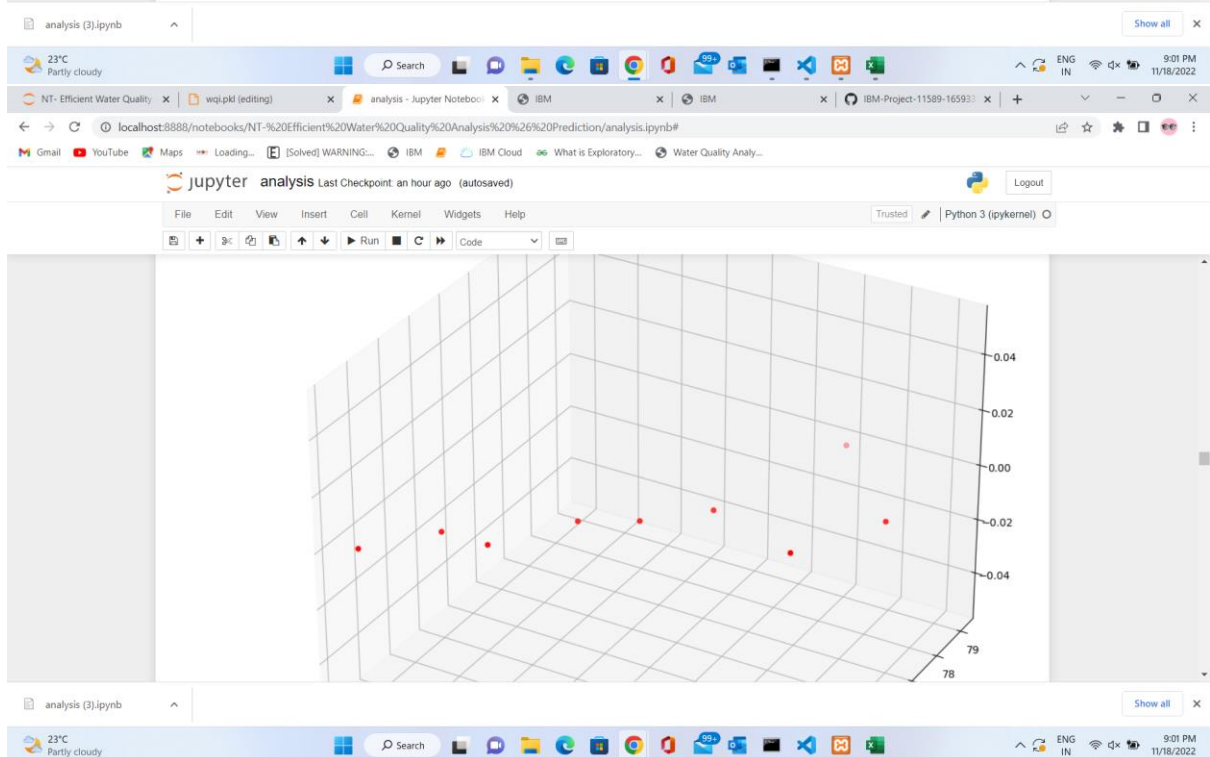 analysis (3).ipynb
Show all
23°C
Partly cloudy
Search
99+
ENG
IN
9:01 PM
11/18/2022
NT- Efficient Water Quality
wqi.pkl (editing)
analysis - Jupyter Noteboo
IBM
IBM
IBM-Project-11589-165933
localhost:8888/notebooks/NT-%20Efficient%20Water%20Quality%20Analysis%20%26%20Prediction/analysis.ipynb#
Gmail YouTube Maps Loading... [Solved] WARNING:... IBM IBM Cloud What is Exploratory... Water Quality Analy...
jupyter analysis Last Checkpoint: an hour ago (autosaved)
Logout
File Edit View Insert Cell Kernel Widgets Help
Trusted
Python 3 (ipykernel)
Run
Code
0.04
0.02
0.00
−0.02
−0.04
79
78
analysis (3).ipynb
Show all
23°C
Partly cloudy
Search
99+
ENG
IN
9:01 PM
11/18/2022